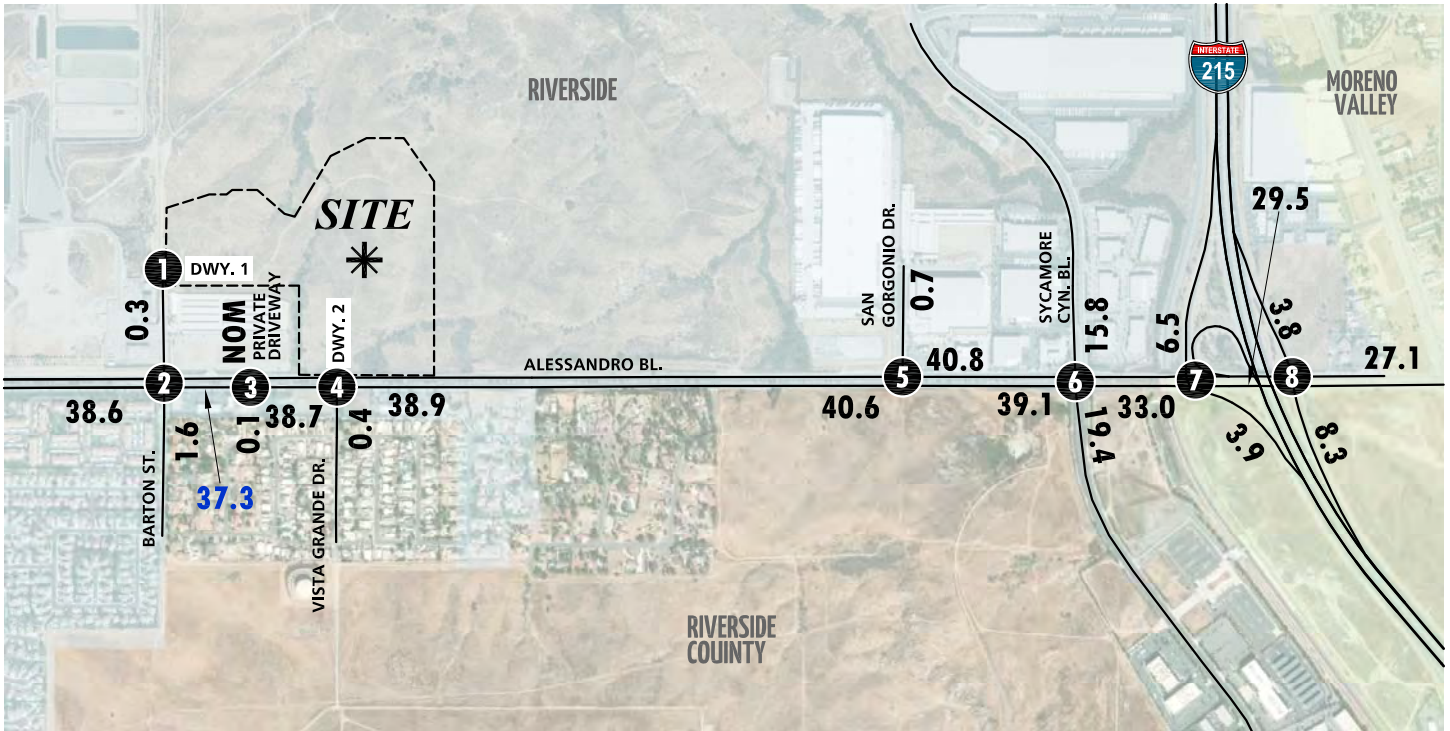 RIVERSIDE
INTERSTATE
215
MORENO
VALLEY
SITE
29.5
1
DWY. 1
0.3
NOM
PRIVATE
DRIVEWAY
DWY. 2
SAN
GORGONIO DR.
0.7
SYCAMORE
CYN. BL.
15.8
6.5
3.8
ALESSANDRO BL.
40.8
27.1
2
3
4
5
6
7
8
38.6
1.6
0.1
38.7
0.4
38.9
40.6
39.1
19.4
33.0
3.9
8.3
37.3
BARTON ST.
VISTA GRANDE DR.
RIVERSIDE
COUINTY